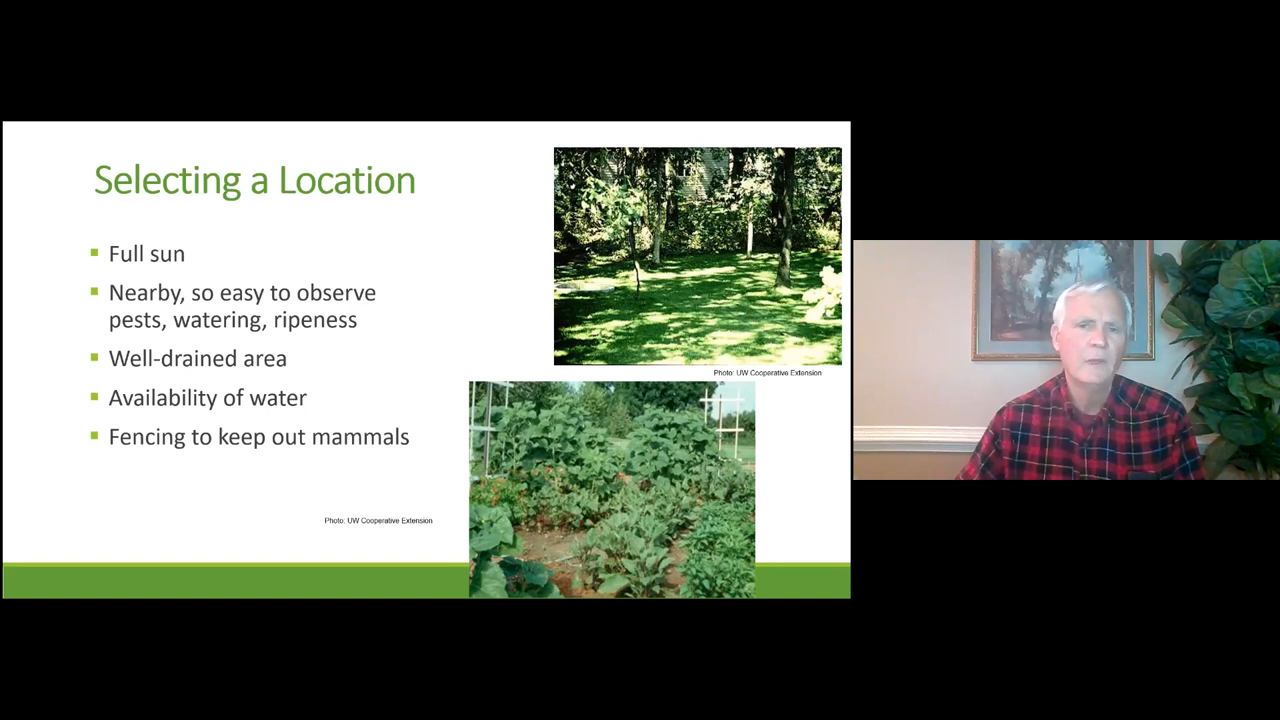 Selecting a Location
Full sun
Nearby, so easy to observe
pests, watering, ripeness
Well-drained area
Availability of water
Fencing to keep out mammals
Photo: UW Cooperative Extension
Photo: UW Cooperative Extension